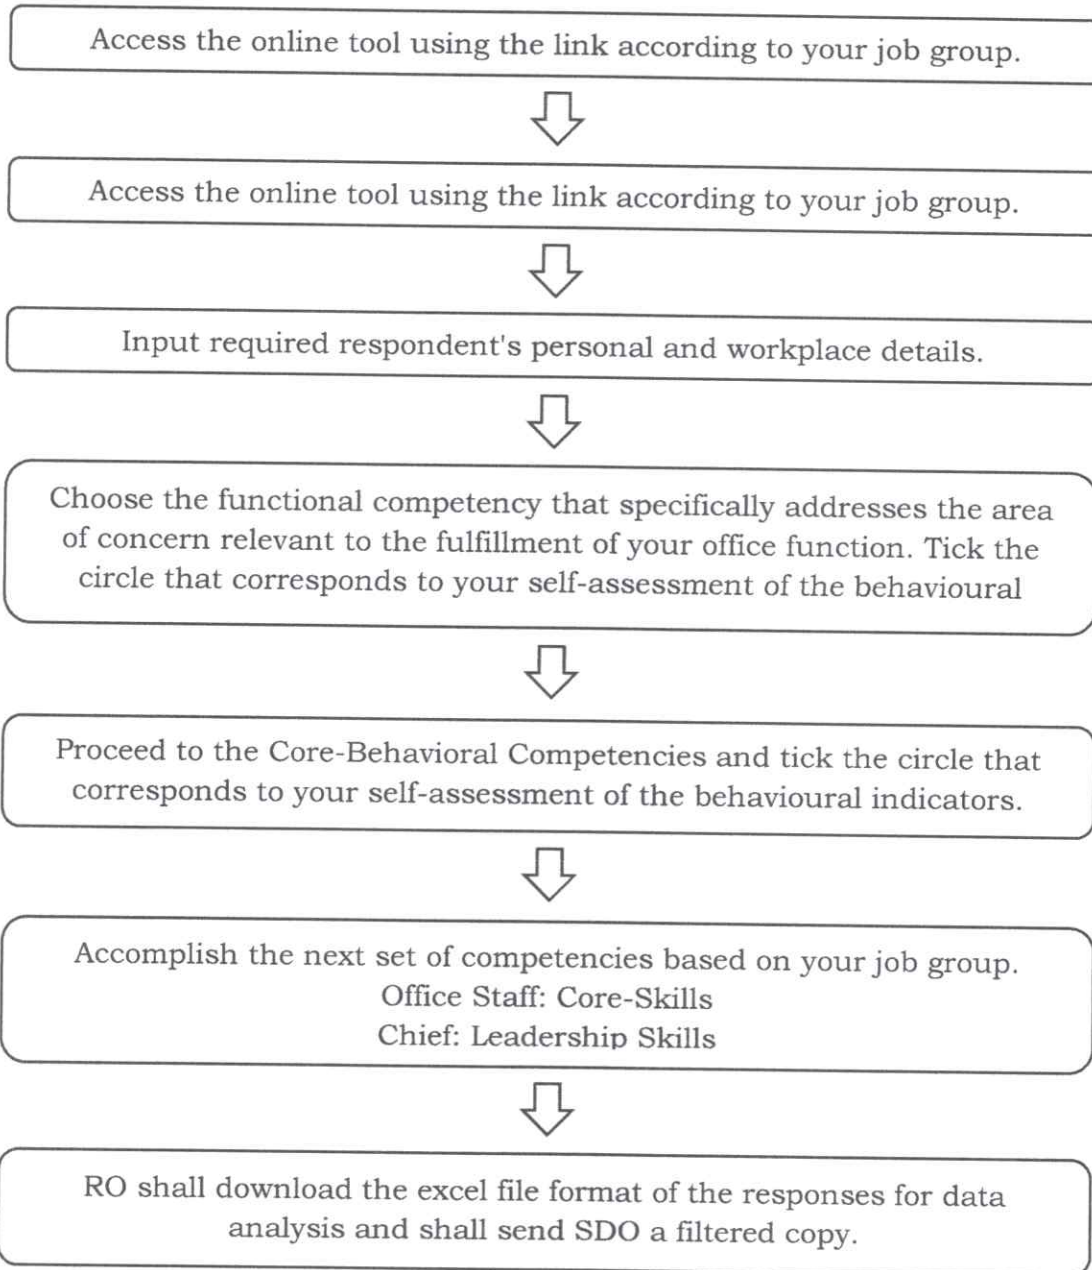 Access the online tool using the link according to your job group.
Access the online tool using the link according to your job group.
Input required respondent's personal and workplace details.
Choose the functional competency that specifically addresses the area
of concern relevant to the fulfillment of your office function. Tick the
circle that corresponds to your self-assessment of the behavioural
Proceed to the Core-Behavioral Competencies and tick the circle that
corresponds to your self-assessment of the behavioural indicators.
Accomplish the next set of competencies based on your job group.
Office Staff: Core-Skills
Chief: Leadership Skills
RO shall download the excel file format of the responses for data
analysis and shall send SDO a filtered copy.